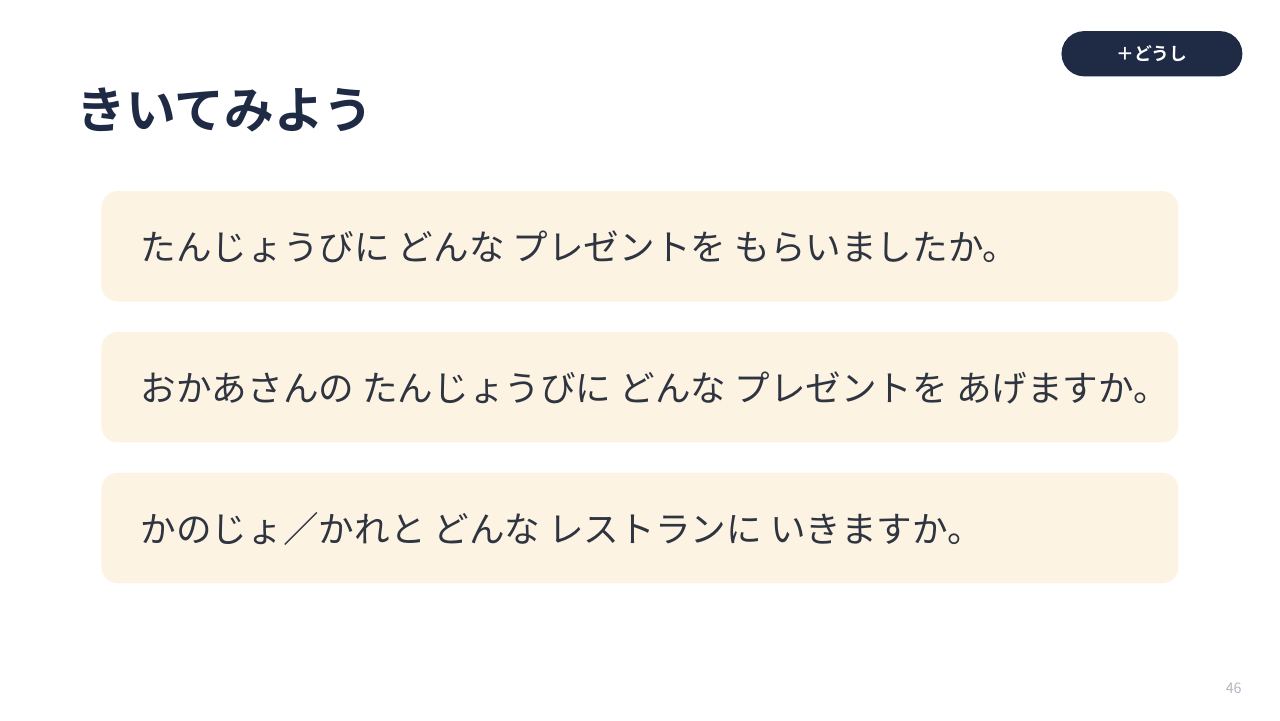 ＋どうし
きいてみよう
たんじょうびに どんな プレゼントを もらいましたか。
おかあさんの たんじょうびに どんな プレゼントを あげますか。
かのじょ／かれと どんな レストランに いきますか。
46